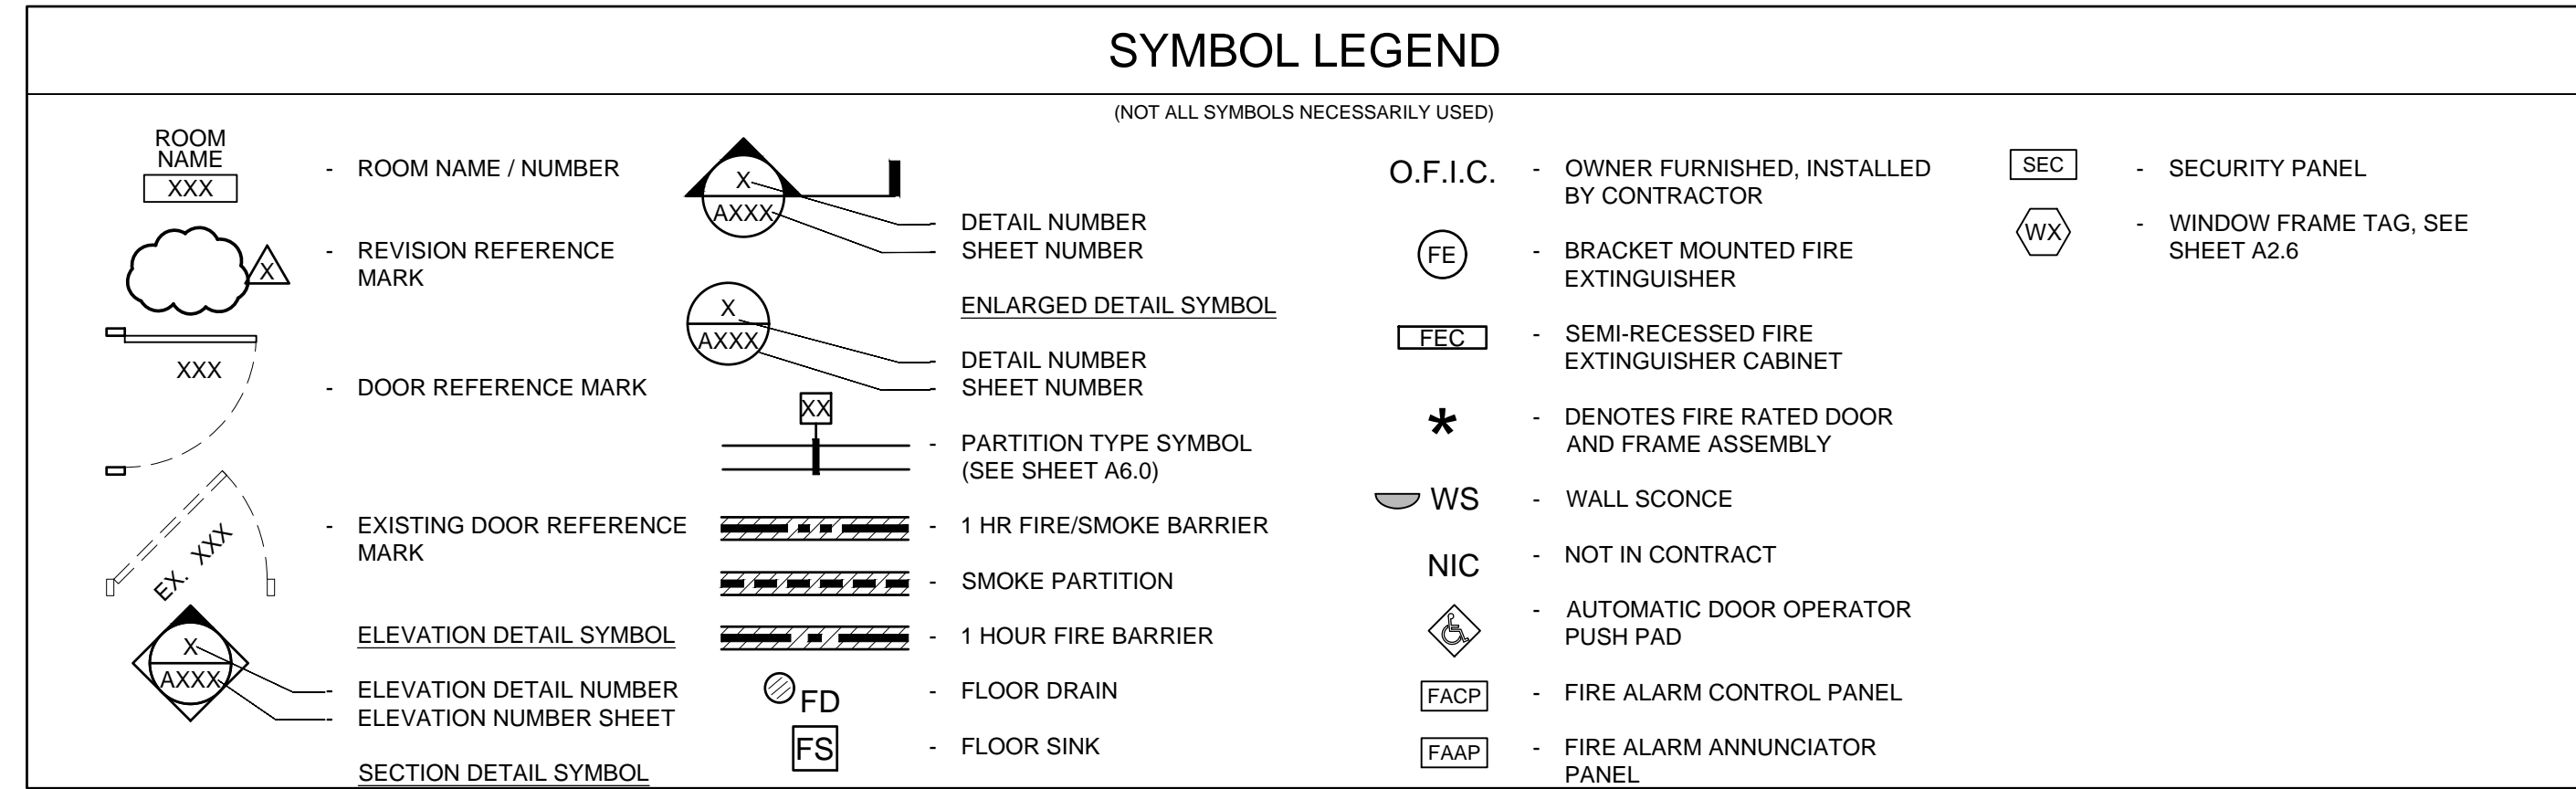 SYMBOL LEGEND
(NOT ALL SYMBOLS NECESSARILY USED)
ROOM
NAME
XXX
- ROOM NAME / NUMBER
X
- REVISION REFERENCE
MARK
XXX
- DOOR REFERENCE MARK
EX. XXX
- EXISTING DOOR REFERENCE
MARK
ELEVATION DETAIL SYMBOL
X
AXXX
- ELEVATION DETAIL NUMBER
- ELEVATION NUMBER SHEET
SECTION DETAIL SYMBOL
X
AXXX
- DETAIL NUMBER
- SHEET NUMBER
ENLARGED DETAIL SYMBOL
X
AXXX
- DETAIL NUMBER
- SHEET NUMBER
XX
- PARTITION TYPE SYMBOL
(SEE SHEET A6.0)
- 1 HR FIRE/SMOKE BARRIER
- SMOKE PARTITION
- 1 HOUR FIRE BARRIER
FD - FLOOR DRAIN
FS - FLOOR SINK
O.F.I.C. - OWNER FURNISHED, INSTALLED
BY CONTRACTOR
FE - BRACKET MOUNTED FIRE
EXTINGUISHER
FEC - SEMI-RECESSED FIRE
EXTINGUISHER CABINET
* - DENOTES FIRE RATED DOOR
AND FRAME ASSEMBLY
WS - WALL SCONCE
NIC - NOT IN CONTRACT
- AUTOMATIC DOOR OPERATOR
PUSH PAD
FACP - FIRE ALARM CONTROL PANEL
FAAP - FIRE ALARM ANNUNCIATOR
PANEL
SEC - SECURITY PANEL
WX - WINDOW FRAME TAG, SEE
SHEET A2.6